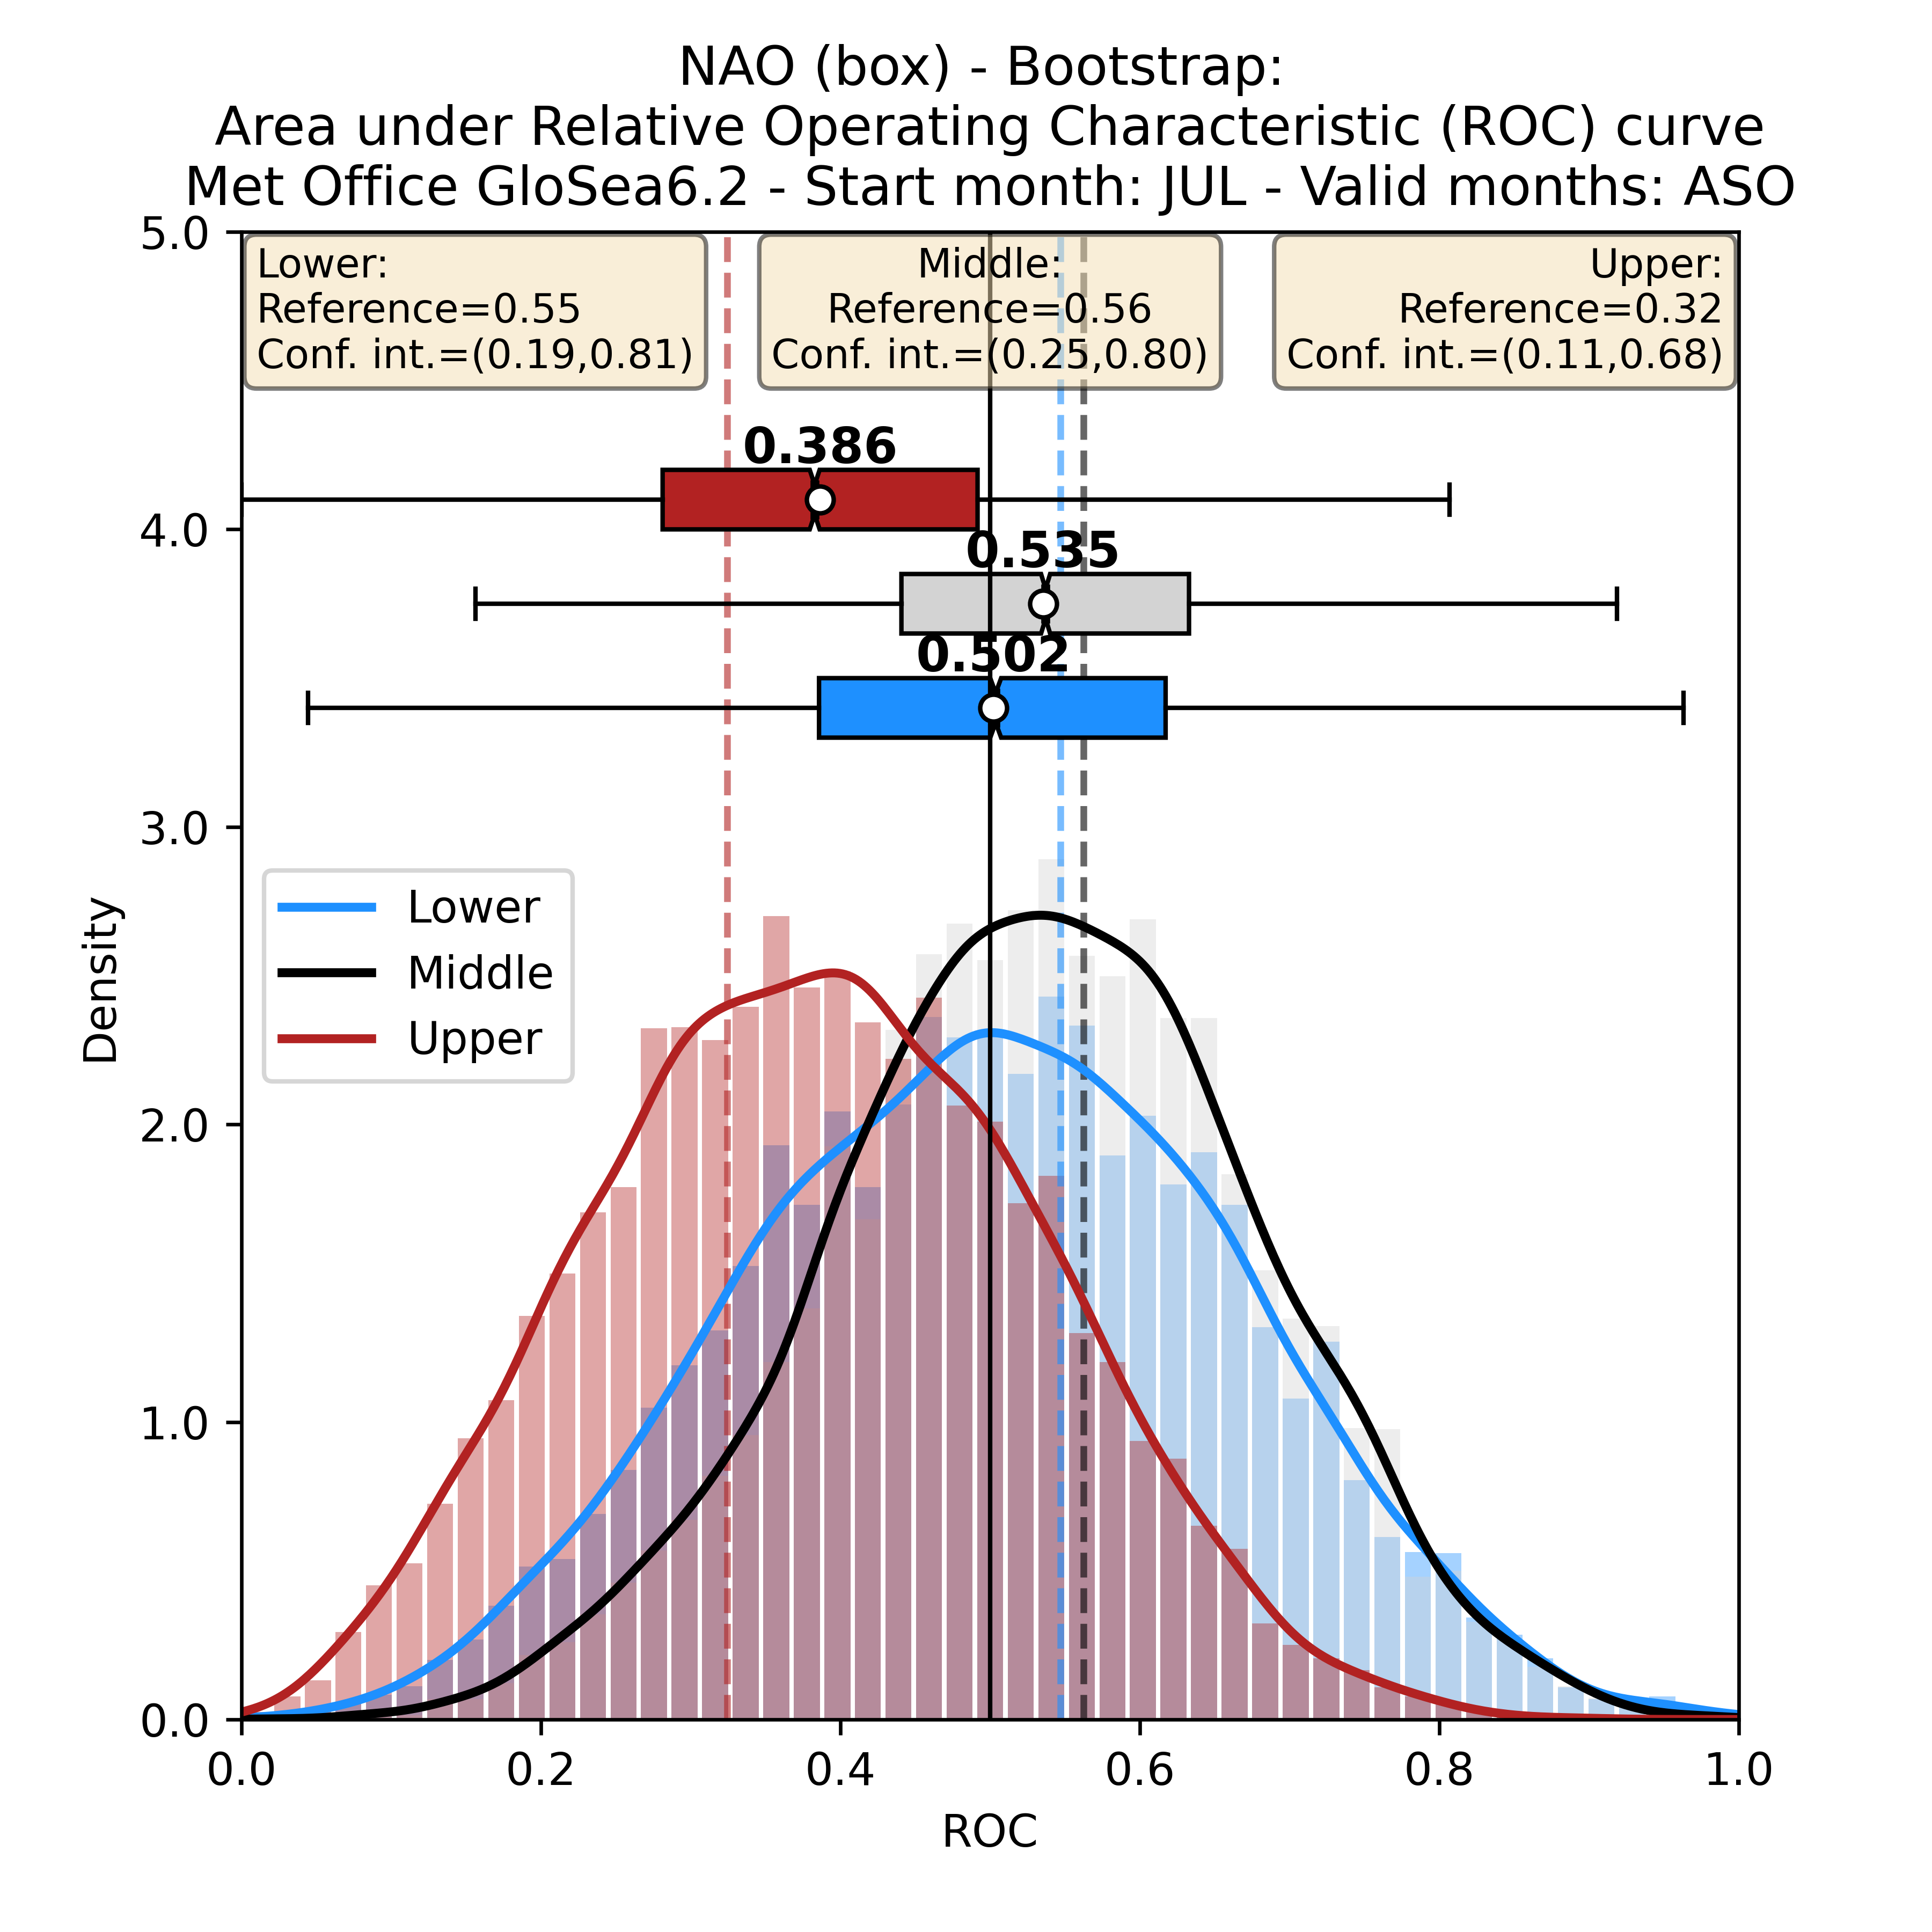 NAO (box) - Bootstrap:
Area under Relative Operating Characteristic (ROC) curve
Met Office GloSea6.2 - Start month: JUL - Valid months: ASO
Lower:
Reference=0.55
Conf. int.=(0.19,0.81)
Middle:
Reference=0.56
Conf. int.=(0.25,0.80)
Upper:
Reference=0.32
Conf. int.=(0.11,0.68)
0.386
0.535
0.502
Lower
Middle
Upper
Density
5.0
4.0
3.0
2.0
1.0
0.0
0.0 0.2 0.4 0.6 0.8 1.0
ROC